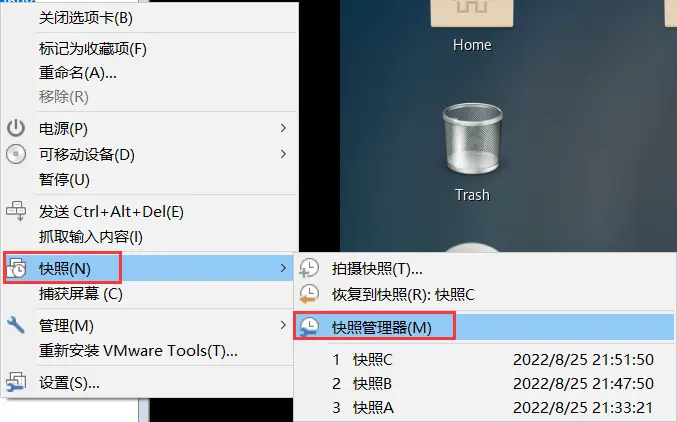 关闭选项卡(B)
标记为收藏项(F)
重命名(A)...
移除(R)
电源(P)
可移动设备(D)
暂停(U)
发送 Ctrl+Alt+Del(E)
抓取输入内容(I)
快照(N)
捕获屏幕 (C)
管理(M)
重新安装 VMware Tools(T)...
设置(S)...
Home
Trash
拍摄快照(T)...
恢复到快照(R): 快照C
快照管理器(M)
1 快照C 2022/8/25 21:51:50
2 快照B 2022/8/25 21:47:50
3 快照A 2022/8/25 21:33:21